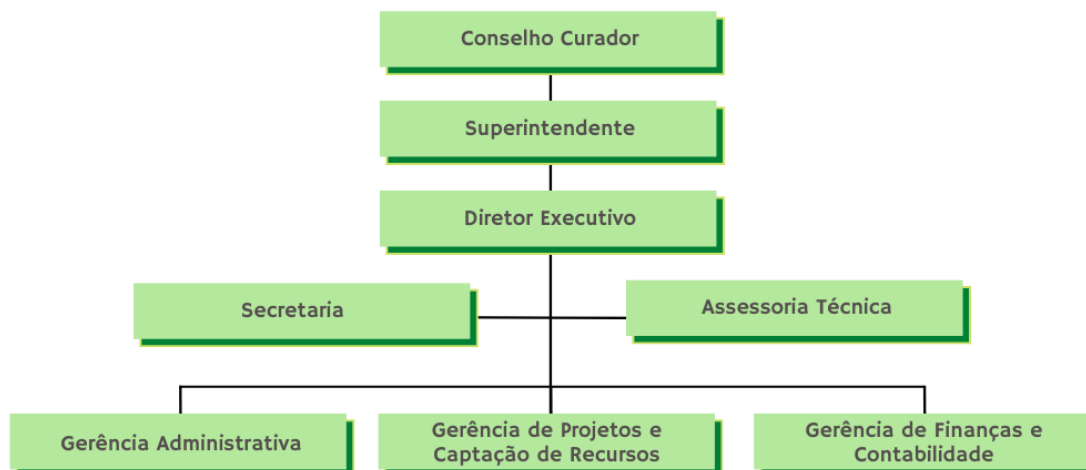 Conselho Curador
Superintendente
Diretor Executivo
Secretaria
Assessoria Técnica
Gerência Administrativa
Gerência de Projetos e
Captação de Recursos
Gerência de Finanças e
Contabilidade